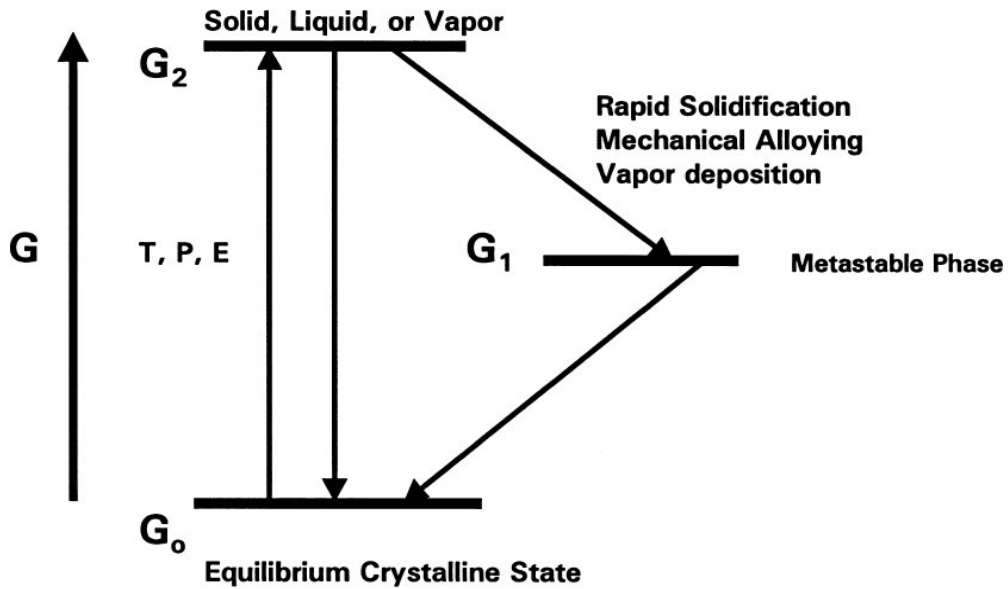 Solid, Liquid, or Vapor
G₂
Rapid Solidification
Mechanical Alloying
Vapor deposition
G
T, P, E
G₁
Metastable Phase
Gₒ
Equilibrium Crystalline State